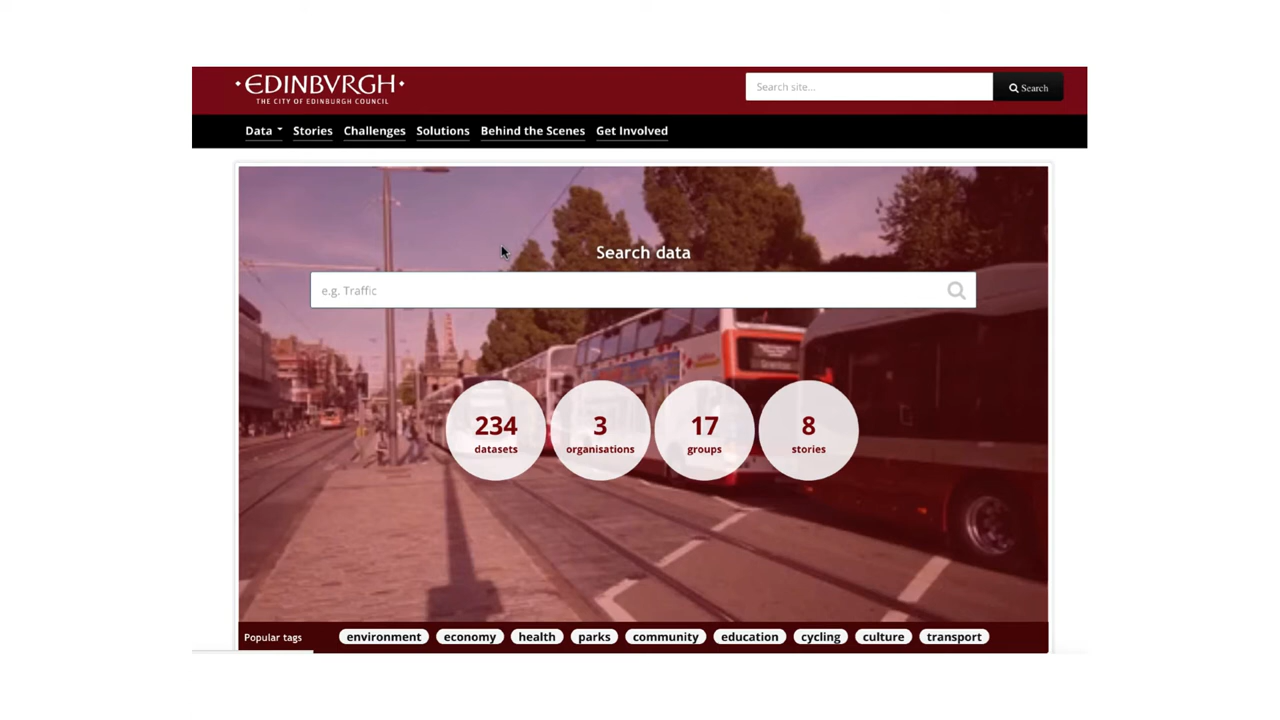 EDINBVRGH
THE CITY OF EDINBURGH COUNCIL
Search site...
Search
Data
Stories
Challenges
Solutions
Behind the Scenes
Get Involved
Search data
e.g. Traffic
234
datasets
3
organisations
17
groups
8
stories
Popular tags
environment
economy
health
parks
community
education
cycling
culture
transport